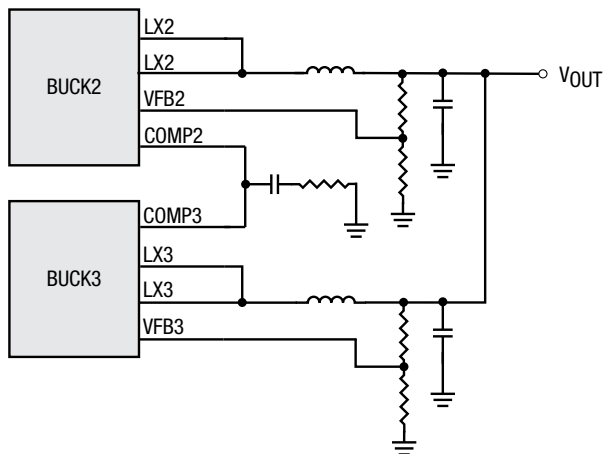 LX2
LX2
BUCK2
VOUT
VFB2
COMP2
COMP3
LX3
BUCK3
LX3
VFB3